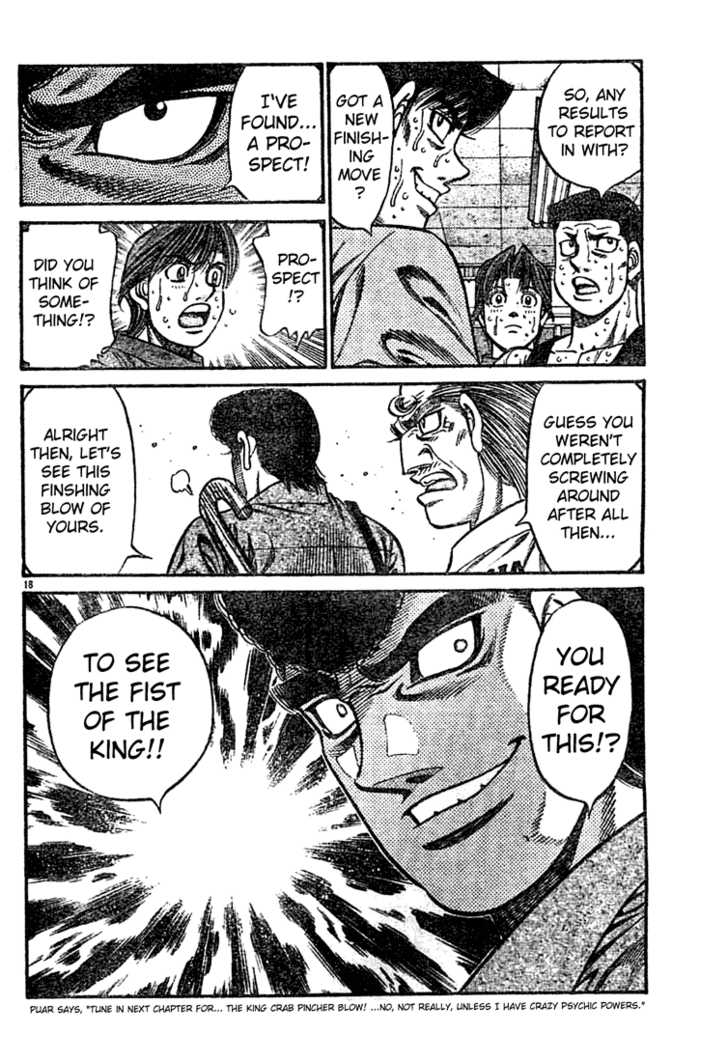 SO, ANY
RESULTS
TO REPORT
IN WITH?
GOT A
NEW
FINISH-
ING
MOVE
?
I'VE
FOUND...
A PRO-
SPECT!
PRO-
SPECT
!?
DID YOU
THINK OF
SOME-
THING!?
GUESS YOU
WEREN'T
COMPLETELY
SCREWING
AROUND
AFTER ALL
THEN...
ALRIGHT
THEN, LET'S
SEE THIS
FINSHING
BLOW OF
YOURS.
18
YOU
READY
FOR
THIS!?
TO SEE
THE FIST
OF THE
KING!!
PUAR SAYS, "TUNE IN NEXT CHAPTER FOR... THE KING CRAB PINCHER BLOW! ...NO, NOT REALLY, UNLESS I HAVE CRAZY PSYCHIC POWERS."